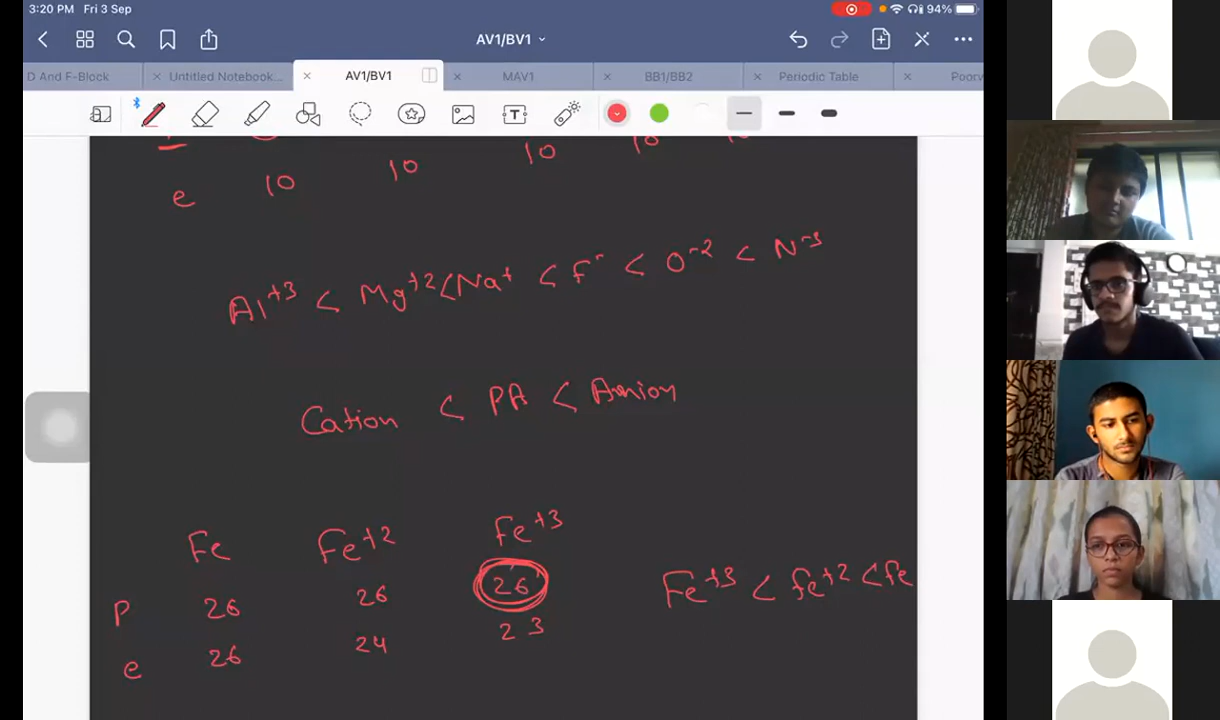 3:20 PM Fri 3 Sep
94%
AV1/BV1
D And F-Block
Untitled Notebook...
AV1/BV1
MAV1
BB1/BB2
Periodic Table
Poorv
10 10 10
e 10
Al+3 < Mg+2 < Na+ < F- < O-2 < N-3
Cation < PA < Anion
Fe Fe+2 Fe+3
P 26 26 26
e 26 24 23
Fe+3 < fe+2 < fe